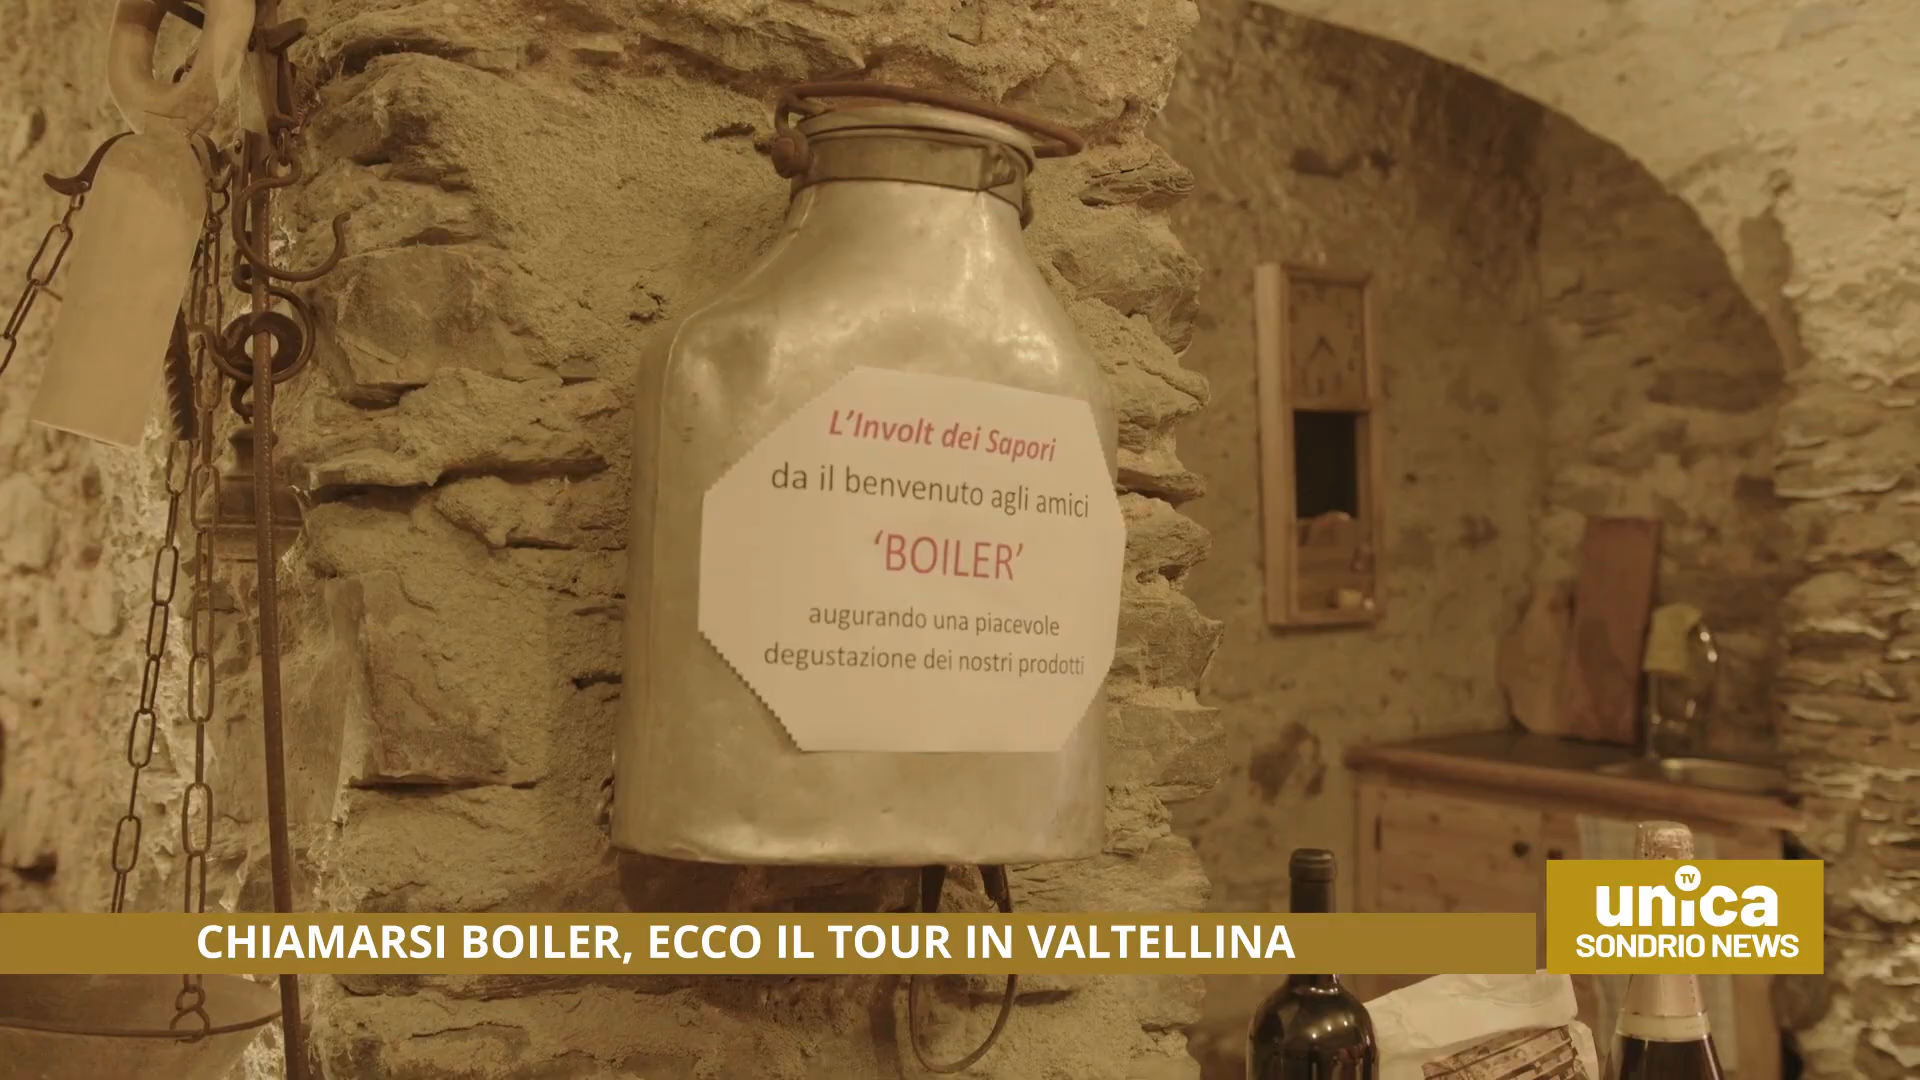 L'Involt dei Sapori
da il benvenuto agli amici
'BOILER'
augurando una piacevole
degustazione dei nostri prodotti
CHIAMARSI BOILER, ECCO IL TOUR IN VALTELLINA
TV
unica
SONDRIO NEWS